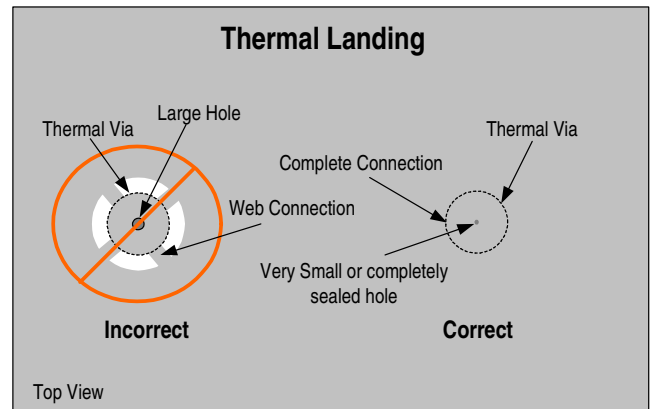 Thermal Landing
Large Hole
Thermal Via
Thermal Via
Complete Connection
Web Connection
Very Small or completely
sealed hole
Incorrect
Correct
Top View